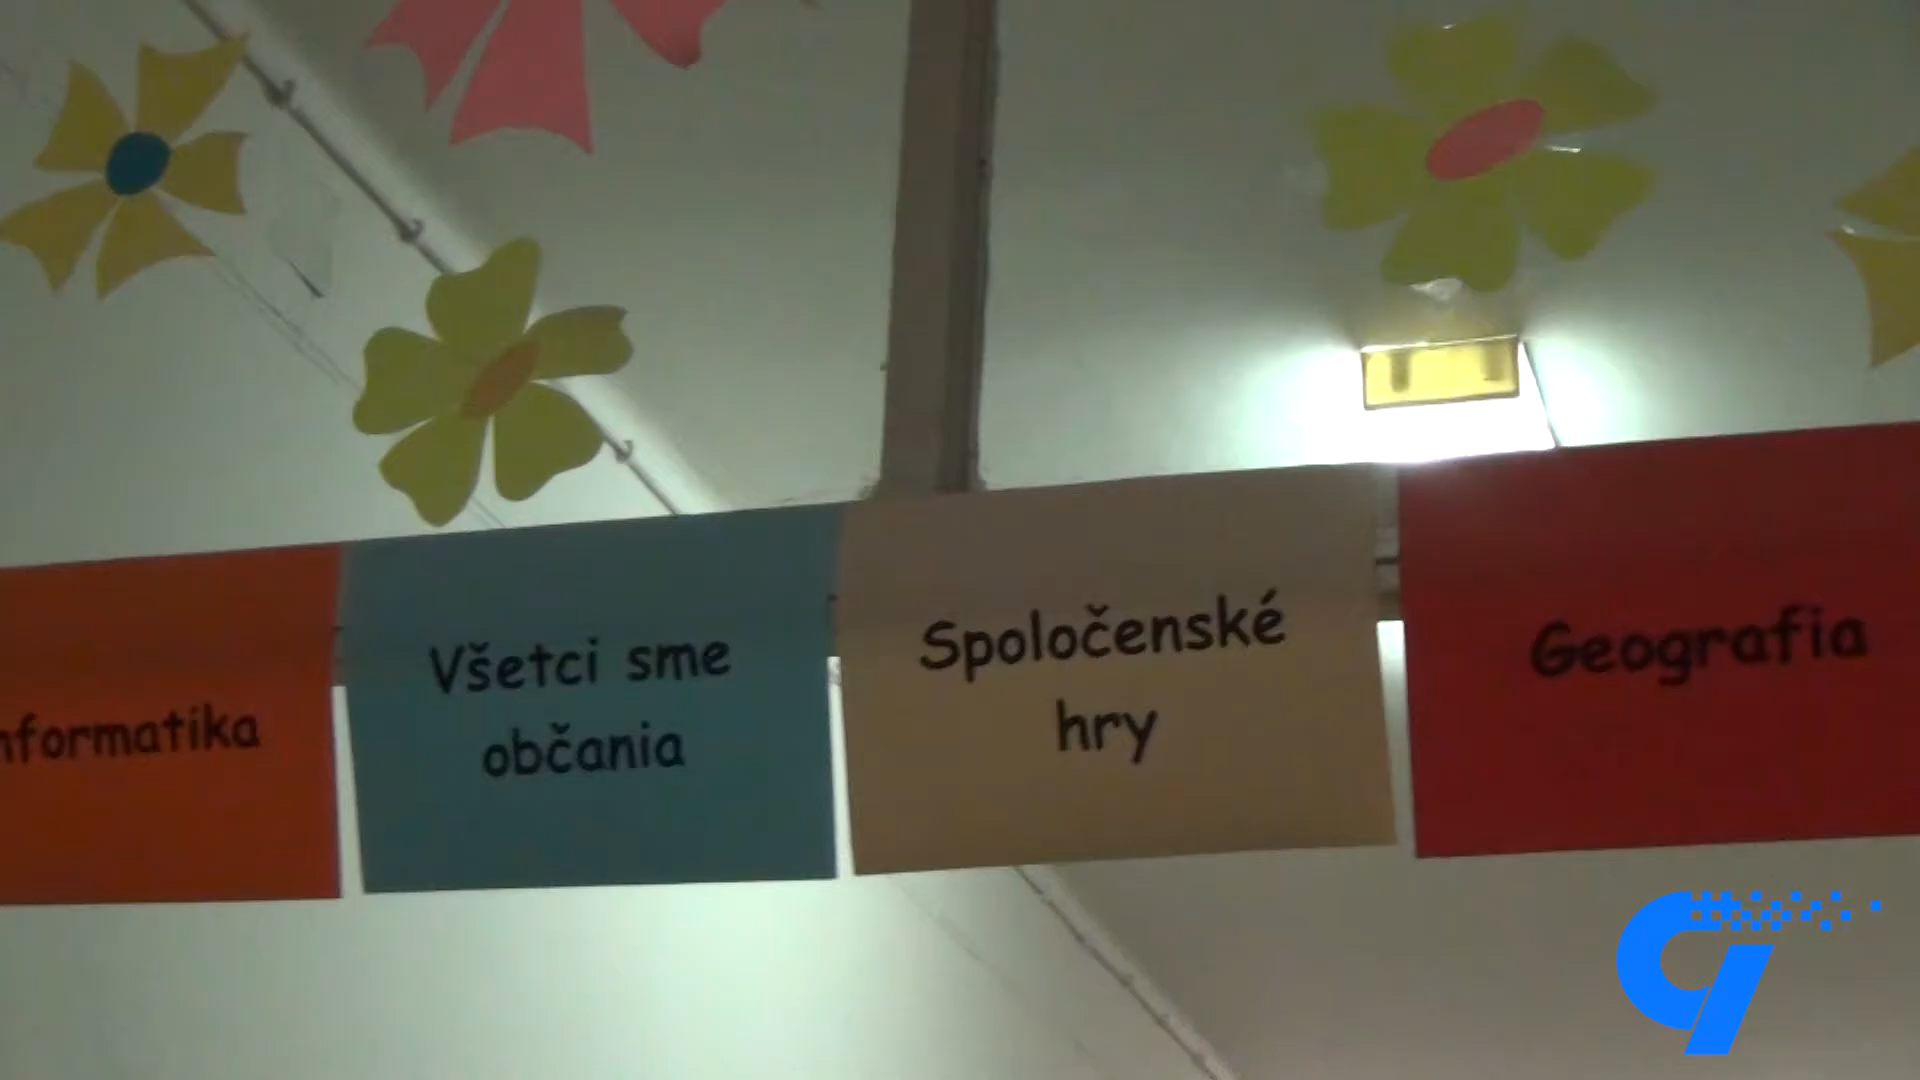 nformatika
Všetci sme
občania
Spoločenské
hry
Geografia